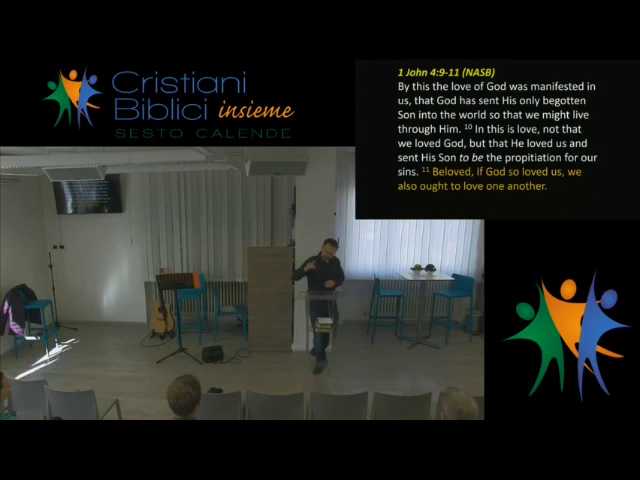 Cristiani
Biblici insieme
SESTO CALENDE
1 John 4:9-11 (NASB)
By this the love of God was manifested in
us, that God has sent His only begotten
Son into the world so that we might live
through Him. 10 In this is love, not that
we loved God, but that He loved us and
sent His Son to be the propitiation for our
sins. 11 Beloved, if God so loved us, we
also ought to love one another.